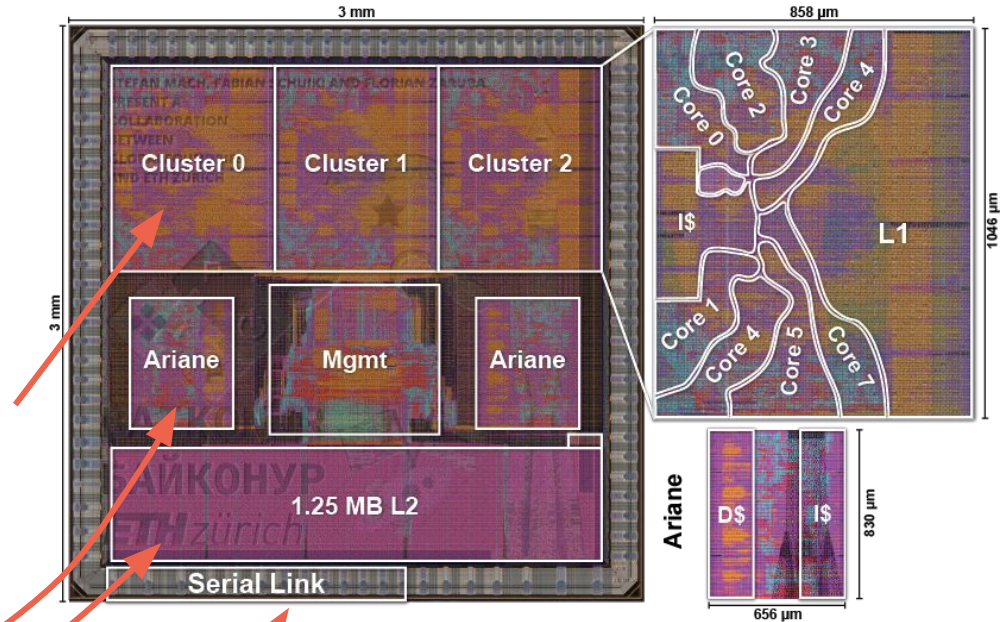 3 mm
3 mm
STEFAN MACH, FABIAN SCHUIKI AND FLORIAN ZARUBA
PRESENT A
COLLABORATION
BETWEEN
AND ETH ZÜRICH
Cluster 0
Cluster 1
Cluster 2
Ariane
Mgmt
Ariane
БАЙКОНУР
1.25 MB L2
ETH zürich
Serial Link
858 µm
1046 µm
Core 0
Core 2
Core 3
Core 4
I$
L1
Core 1
Core 4
Core 5
Core 7
Ariane
D$
I$
830 µm
656 µm